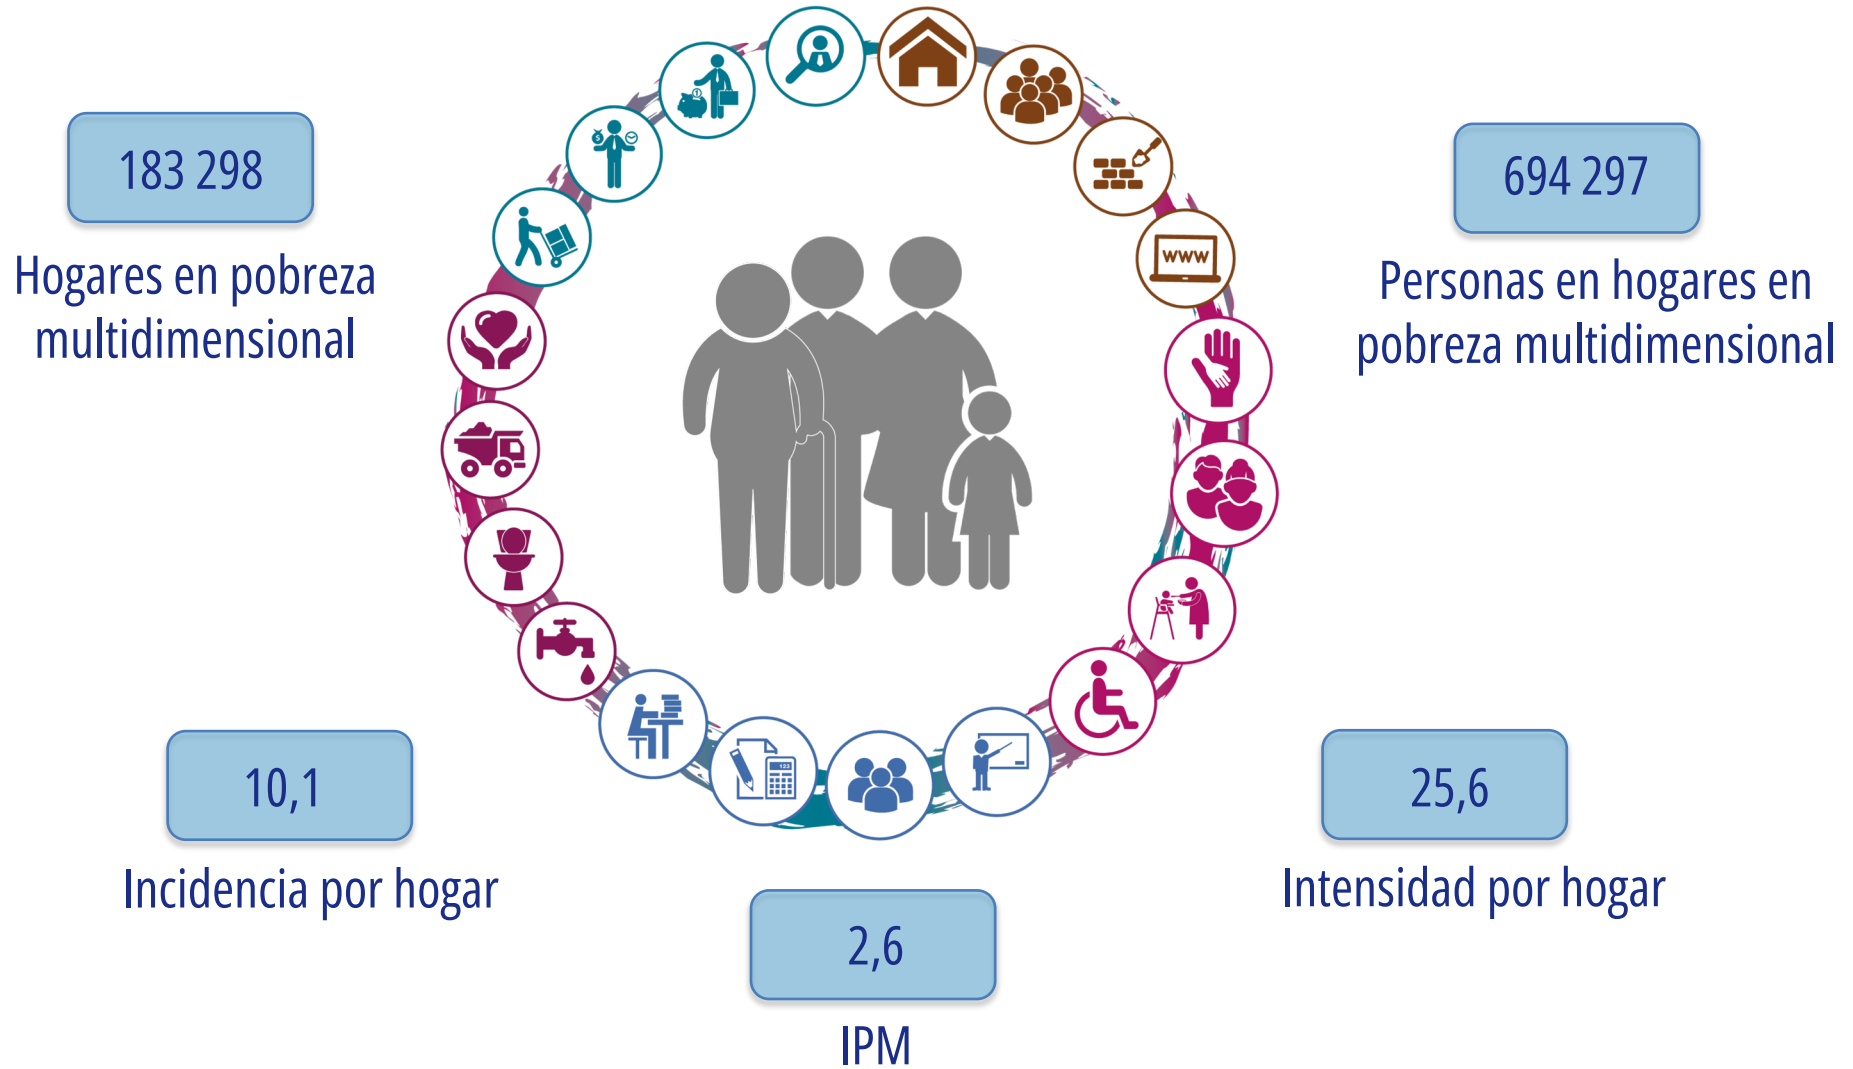 183 298
Hogares en pobreza
multidimensional
694 297
Personas en hogares en
pobreza multidimensional
www
10,1
Incidencia por hogar
25,6
Intensidad por hogar
2,6
IPM